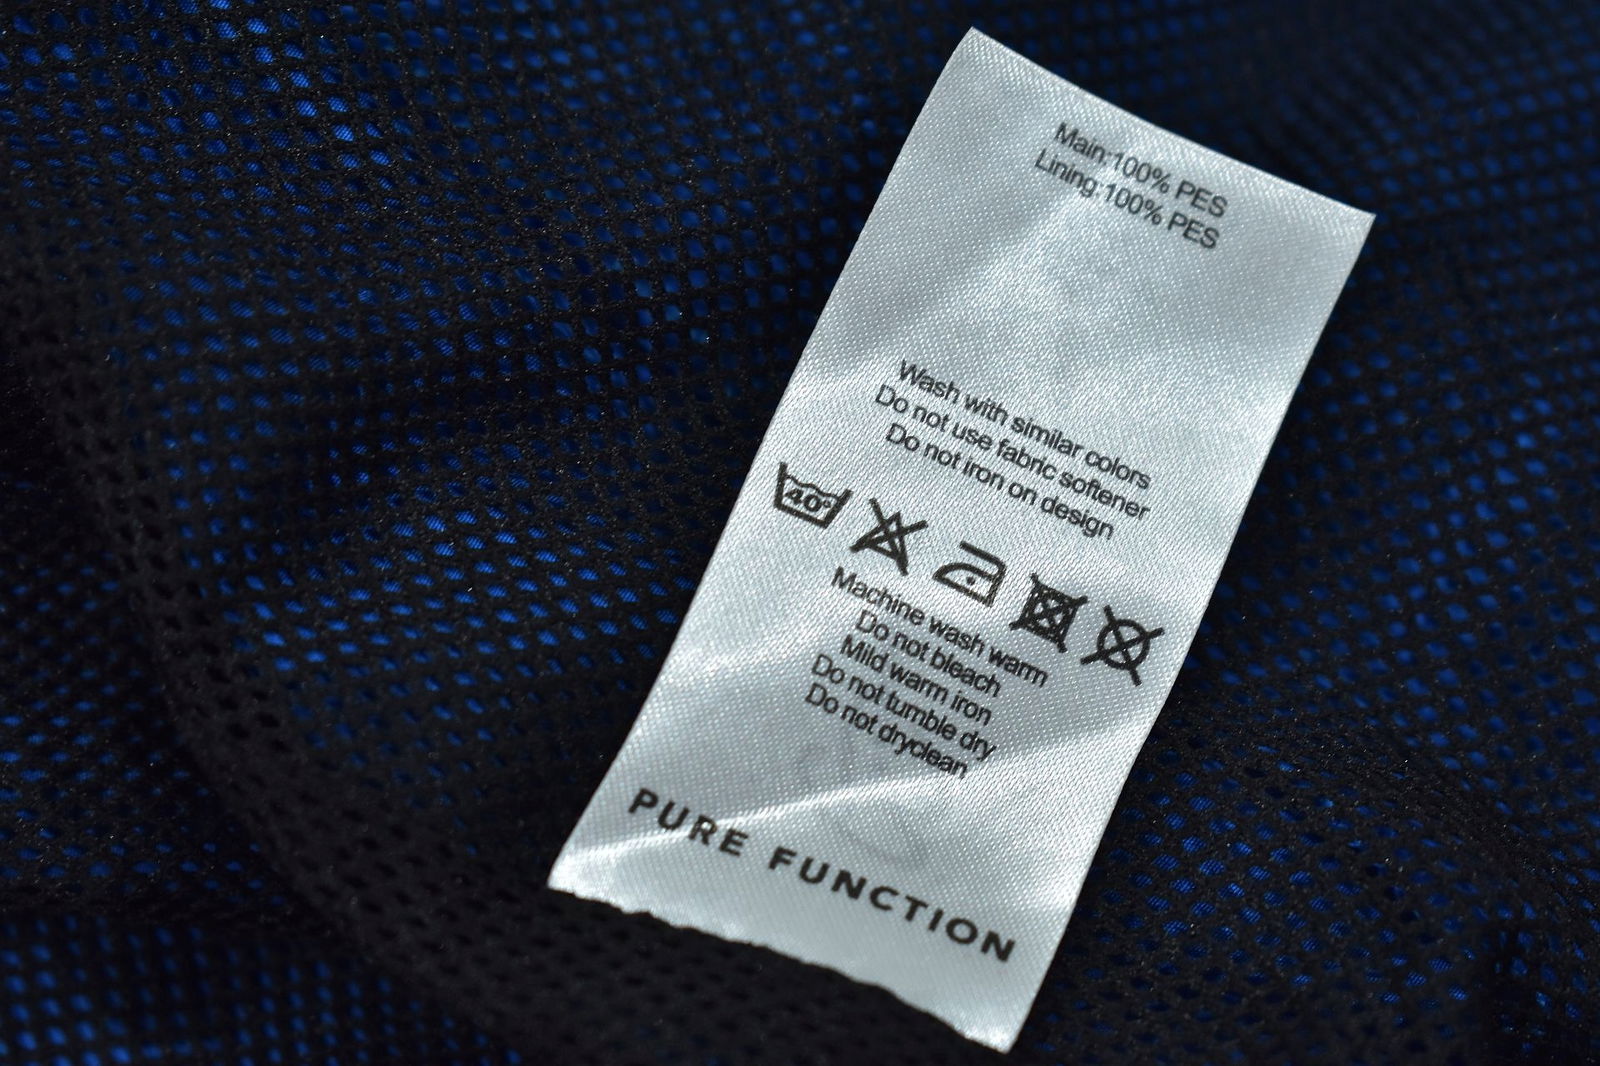 Main:100% PES
Lining:100% PES
Wash with similar colors
Do not use fabric softener
Do not iron on design
40°
Machine wash warm
Do not bleach
Mild warm iron
Do not tumble dry
Do not dryclean
PURE FUNCTION